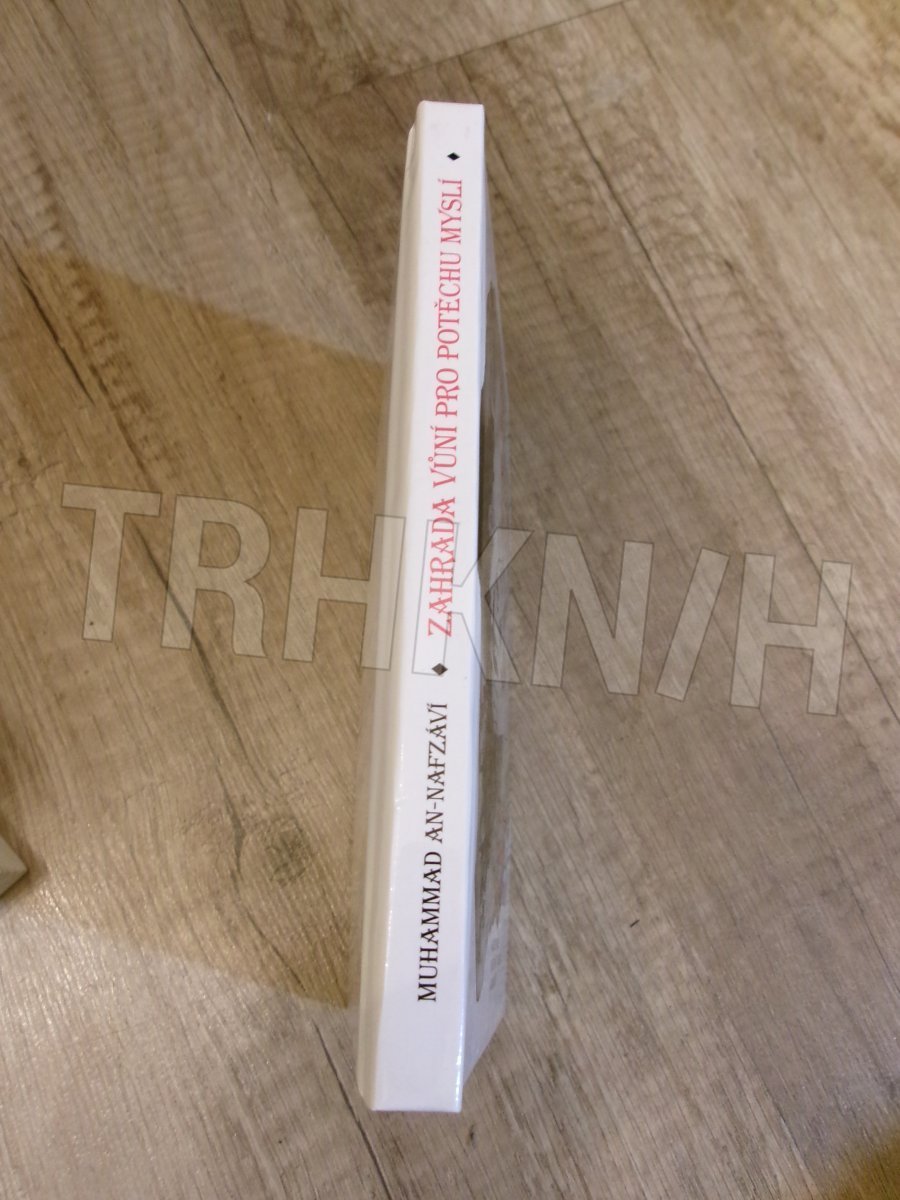 MUHAMMAD AN-NAFZÁVÍ ♦ ZAHRADA VŮNÍ PRO POTĚCHU MYSLÍ ♦
TRHKNIH